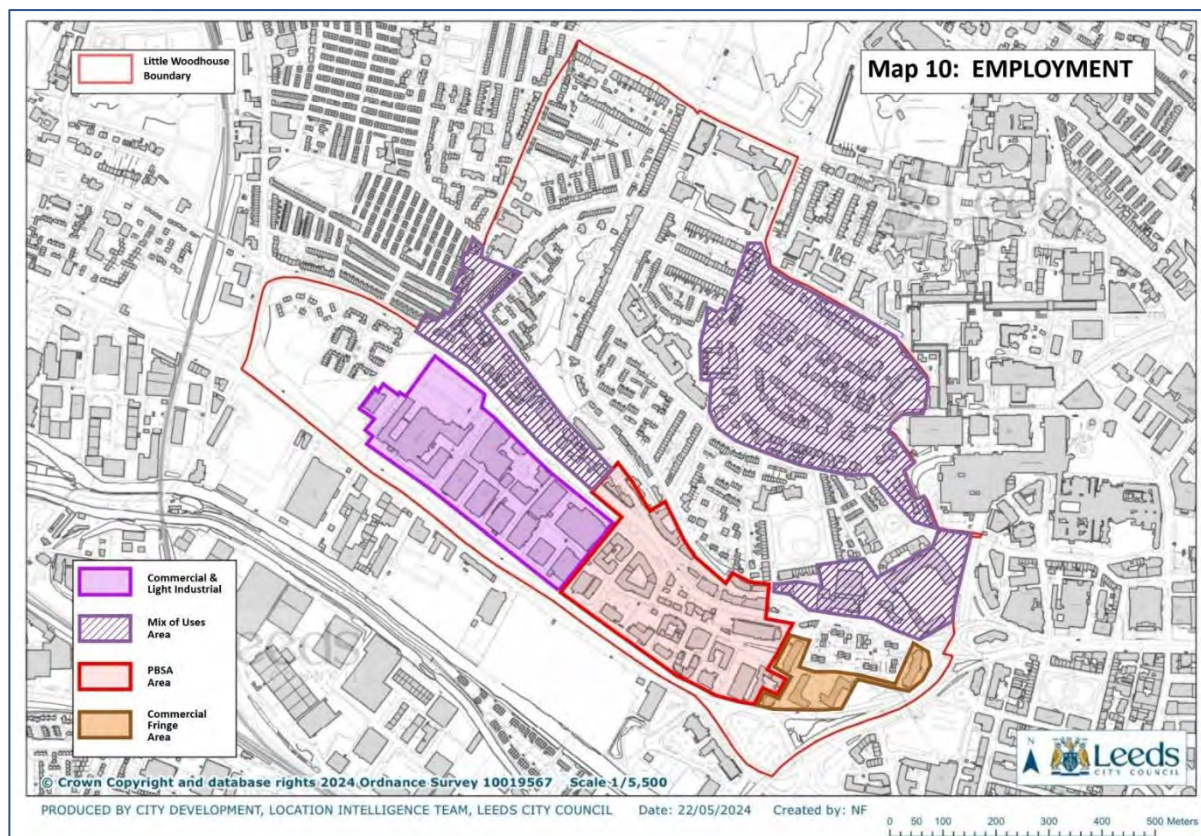 Little Woodhouse
Boundary
Map 10: EMPLOYMENT
Commercial &
Light Industrial
Mix of Uses
Area
PBSA
Area
Commercial
Fringe
Area
N
Leeds
CITY COUNCIL
© Crown Copyright and database rights 2024 Ordnance Survey 10019567 Scale 1/5,500
PRODUCED BY CITY DEVELOPMENT, LOCATION INTELLIGENCE TEAM, LEEDS CITY COUNCIL Date: 22/05/2024 Created by: NF
0 50 100 200 300 400 500 Meters